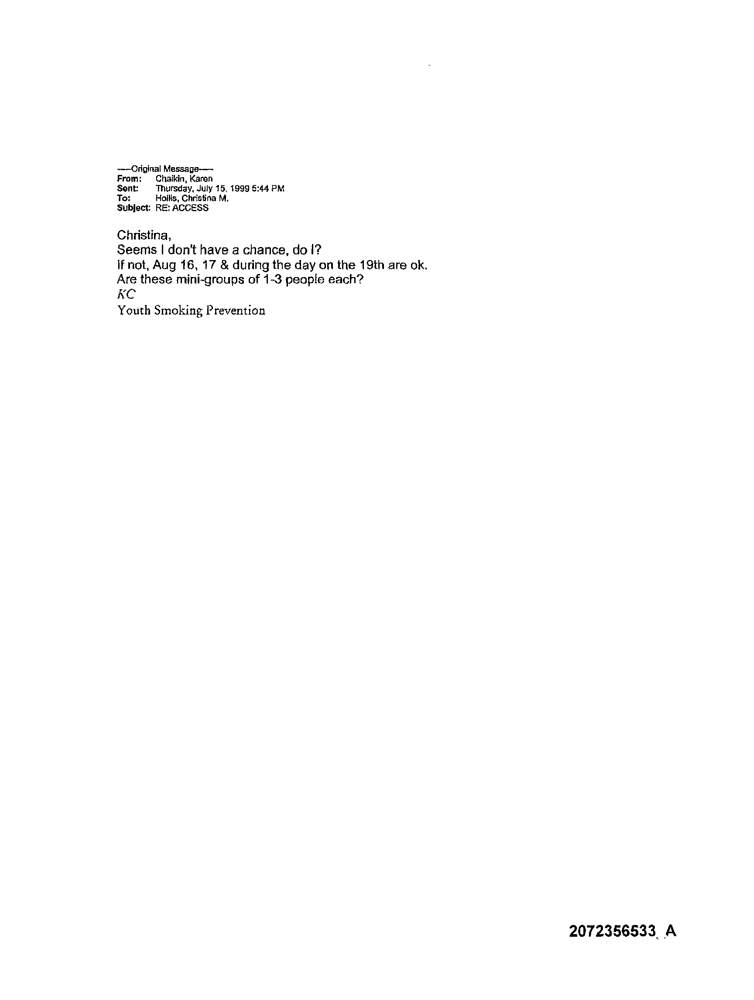 -----Original Message-----
From: Chaikin, Karen
Sent: Thursday, July 15, 1999 5:44 PM
To: Hollis, Christina M.
Subject: RE: ACCESS
Christina,
Seems I don't have a chance, do I?
If not, Aug 16, 17 & during the day on the 19th are ok.
Are these mini-groups of 1-3 people each?
KC
Youth Smoking Prevention
2072356533 A